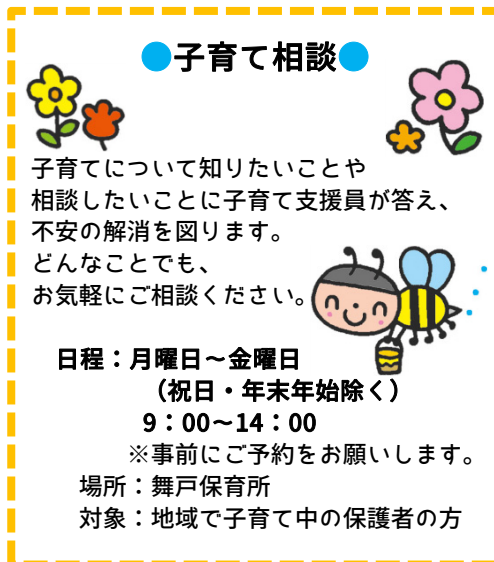 ●子育て相談●
子育てについて知りたいことや
相談したいことに子育て支援員が答え、
不安の解消を図ります。
どんなことでも、
お気軽にご相談ください。
日程：月曜日～金曜日
（祝日・年末年始除く）
9：00～14：00
※事前にご予約をお願いします。
場所：舞戸保育所
対象：地域で子育て中の保護者の方